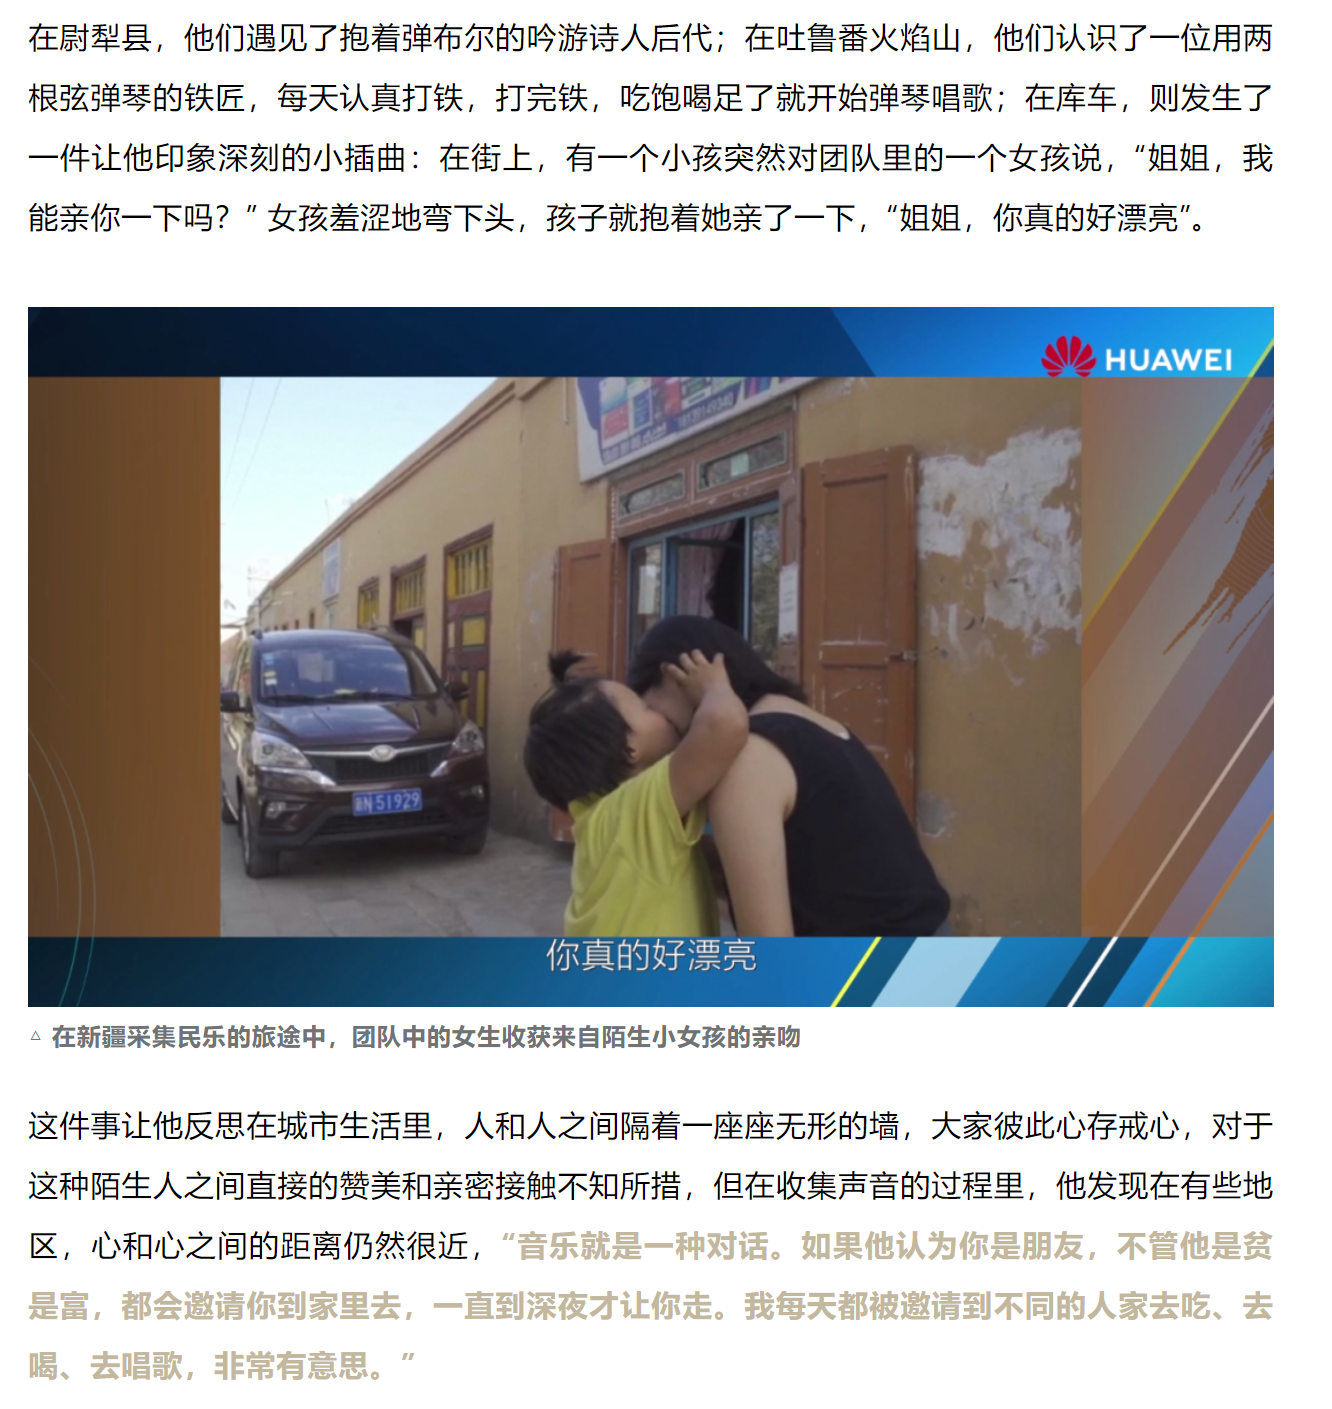 在尉犁县，他们遇见了抱着弹布尔的吟游诗人后代；在吐鲁番火焰山，他们认识了一位用两
根弦弹琴的铁匠，每天认真打铁，打完铁，吃饱喝足了就开始弹琴唱歌；在库车，则发生了
一件让他印象深刻的小插曲：在街上，有一个小孩突然对团队里的一个女孩说，“姐姐，我
能亲你一下吗？” 女孩羞涩地弯下头，孩子就抱着她亲了一下，“姐姐，你真的好漂亮”。
HUAWEI
新N 51929
你真的好漂亮
△ 在新疆采集民乐的旅途中，团队中的女生收获来自陌生小女孩的亲吻
这件事让他反思在城市生活里，人和人之间隔着一座座无形的墙，大家彼此心存戒心，对于
这种陌生人之间直接的赞美和亲密接触不知所措，但在收集声音的过程里，他发现在有些地
区，心和心之间的距离仍然很近，“音乐就是一种对话。如果他认为你是朋友，不管他是贫
是富，都会邀请你到家里去，一直到深夜才让你走。我每天都被邀请到不同的人家去吃、去
喝、去唱歌，非常有意思。”